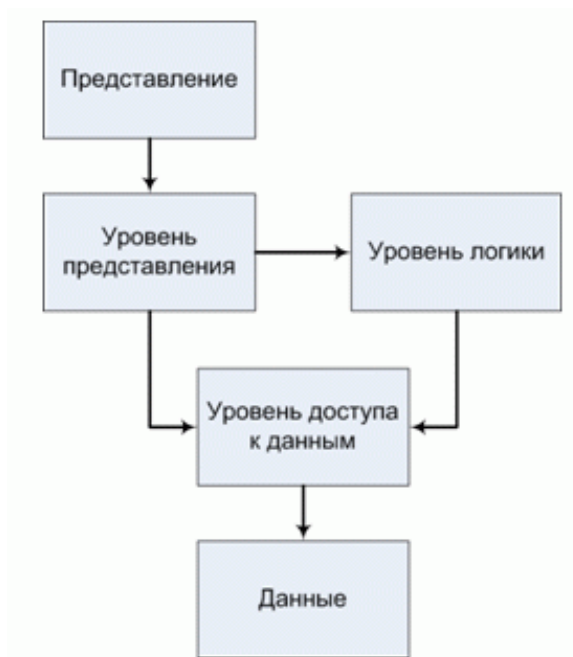 Представление
Уровень
представления
Уровень логики
Уровень доступа
к данным
Данные